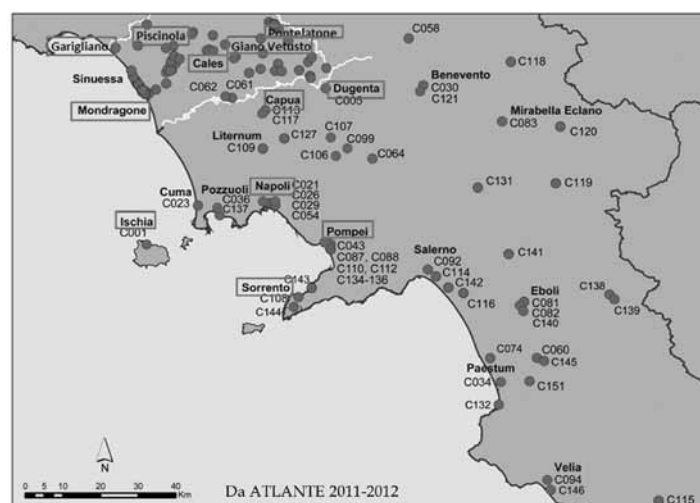 Garigliano
Piscinola
Pontelatone
Giano Vetusto
Cales
Sinuessa
Mondragone
C062
C061
Capua
C113
C117
Dugenta
C005
C058
Benevento
C030
C121
C118
Mirabella Eclano
C083
C120
Liternum
C109
C127
C107
C106
C099
C064
C131
C119
Cuma
C023
Pozzuoli
C036
C137
Napoli
C021
C026
C029
C054
Ischia
C001
Pompei
C043
C087, C088
C110, C112
C134-136
Salerno
C092
C114
C142
C116
C141
Sorrento
C143
C108
C144
Eboli
C081
C082
C140
C138
C139
C074
C060
C145
Paestum
C034
C151
C132
Velia
C094
C146
C115
N
0 5 10 20 30 40
Km
Da ATLANTE 2011-2012